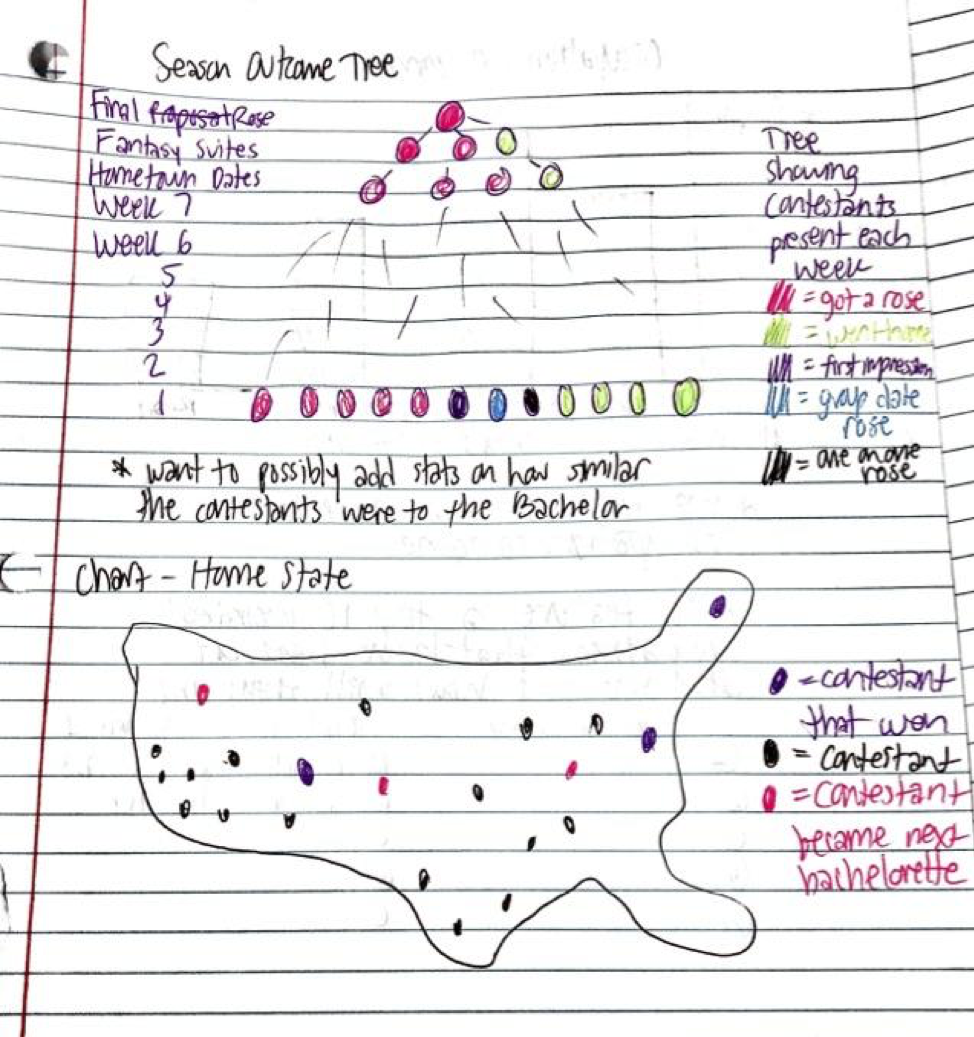 Season Outcome Tree
Final Proposal Rose
Fantasy Suites
Hometown Dates
Week 7
Week 6
5
4
3
2
1
Tree
showing
contestants
present each
week
= got a rose
= went home
= first impression
= group date
rose
= one on one
rose
* want to possibly add stats on how similar
the contestants were to the Bachelor
Chart - Home State
= contestant
that won
= contestant
= contestant
became next
bachelorette